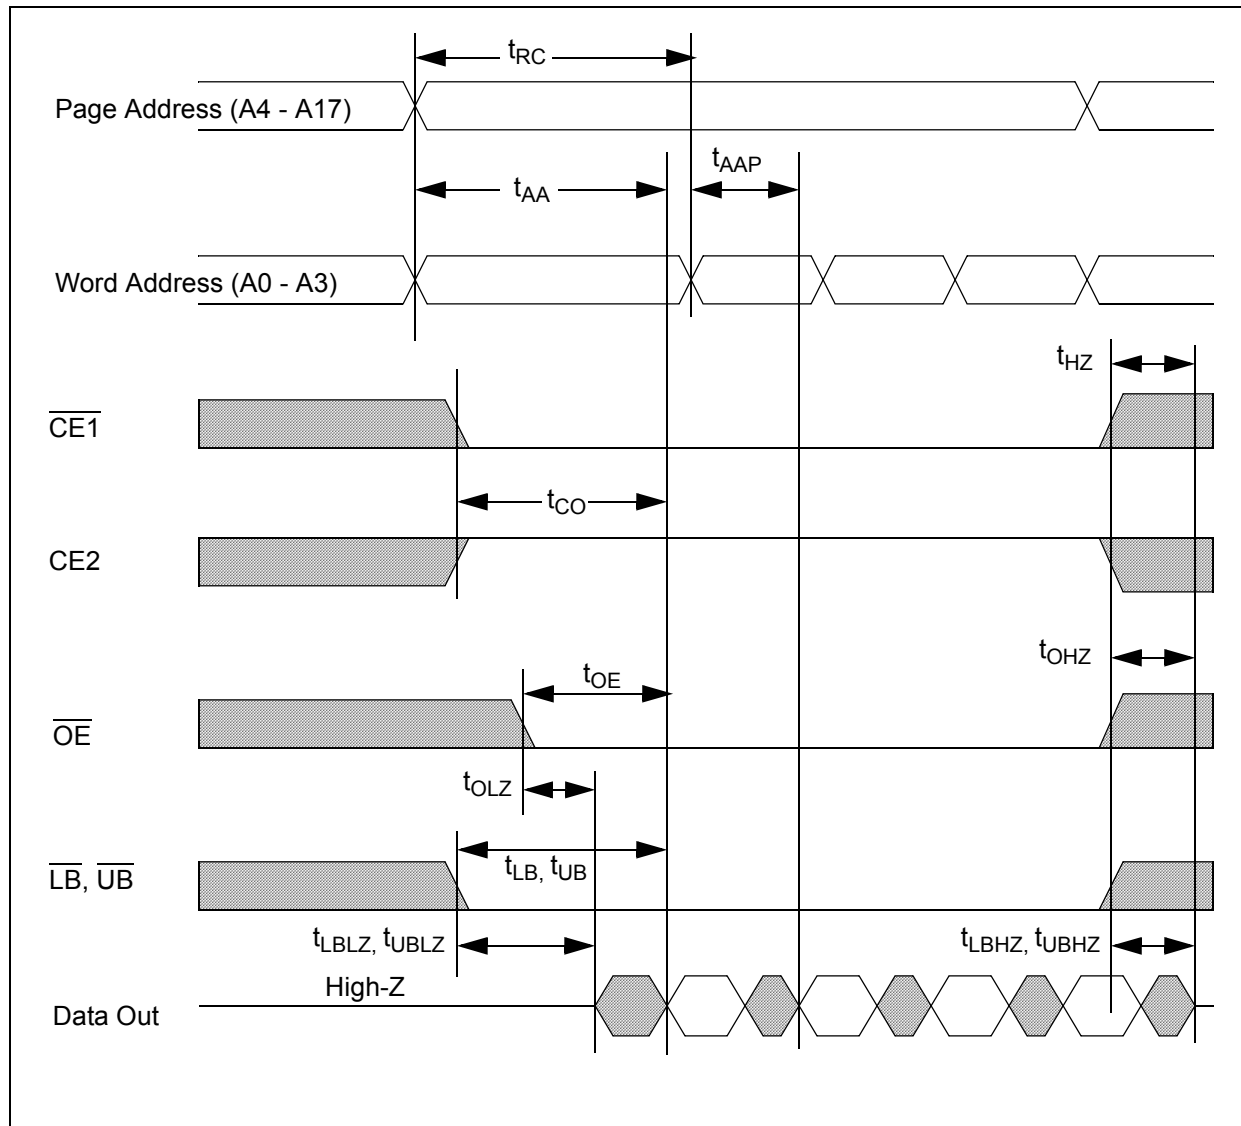 tRC
Page Address (A4 - A17)
tAAP
tAA
Word Address (A0 - A3)
tHZ
CE1
tCO
CE2
tOHZ
tOE
OE
tOLZ
LB, UB
tLB, tUB
tLBLZ, tUBLZ
tLBHZ, tUBHZ
High-Z
Data Out